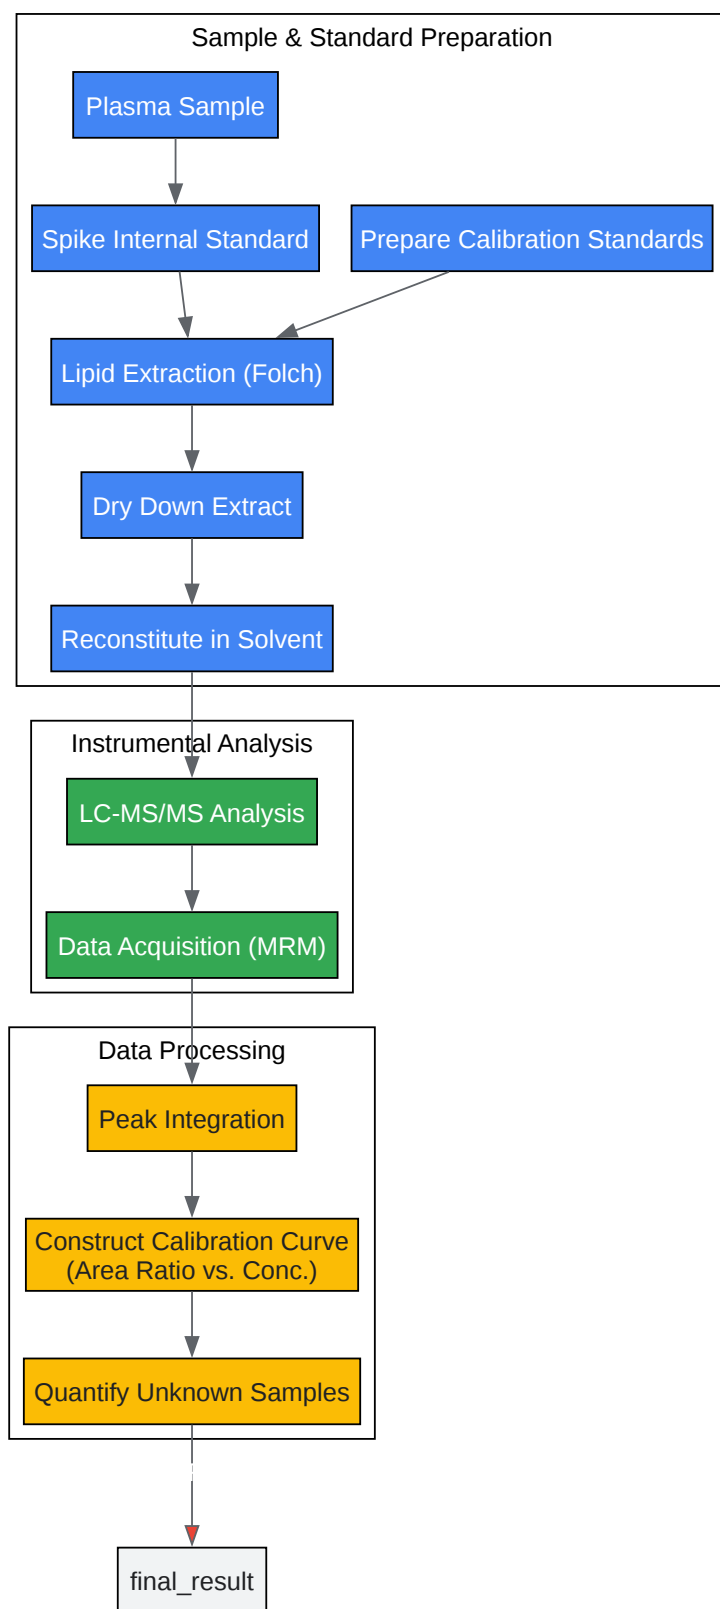 Sample & Standard Preparation
Plasma Sample
Spike Internal Standard
Prepare Calibration Standards
Lipid Extraction (Folch)
Dry Down Extract
Reconstitute in Solvent
Instrumental Analysis
LC-MS/MS Analysis
Data Acquisition (MRM)
Data Processing
Peak Integration
Construct Calibration Curve
(Area Ratio vs. Conc.)
Quantify Unknown Samples
final_result